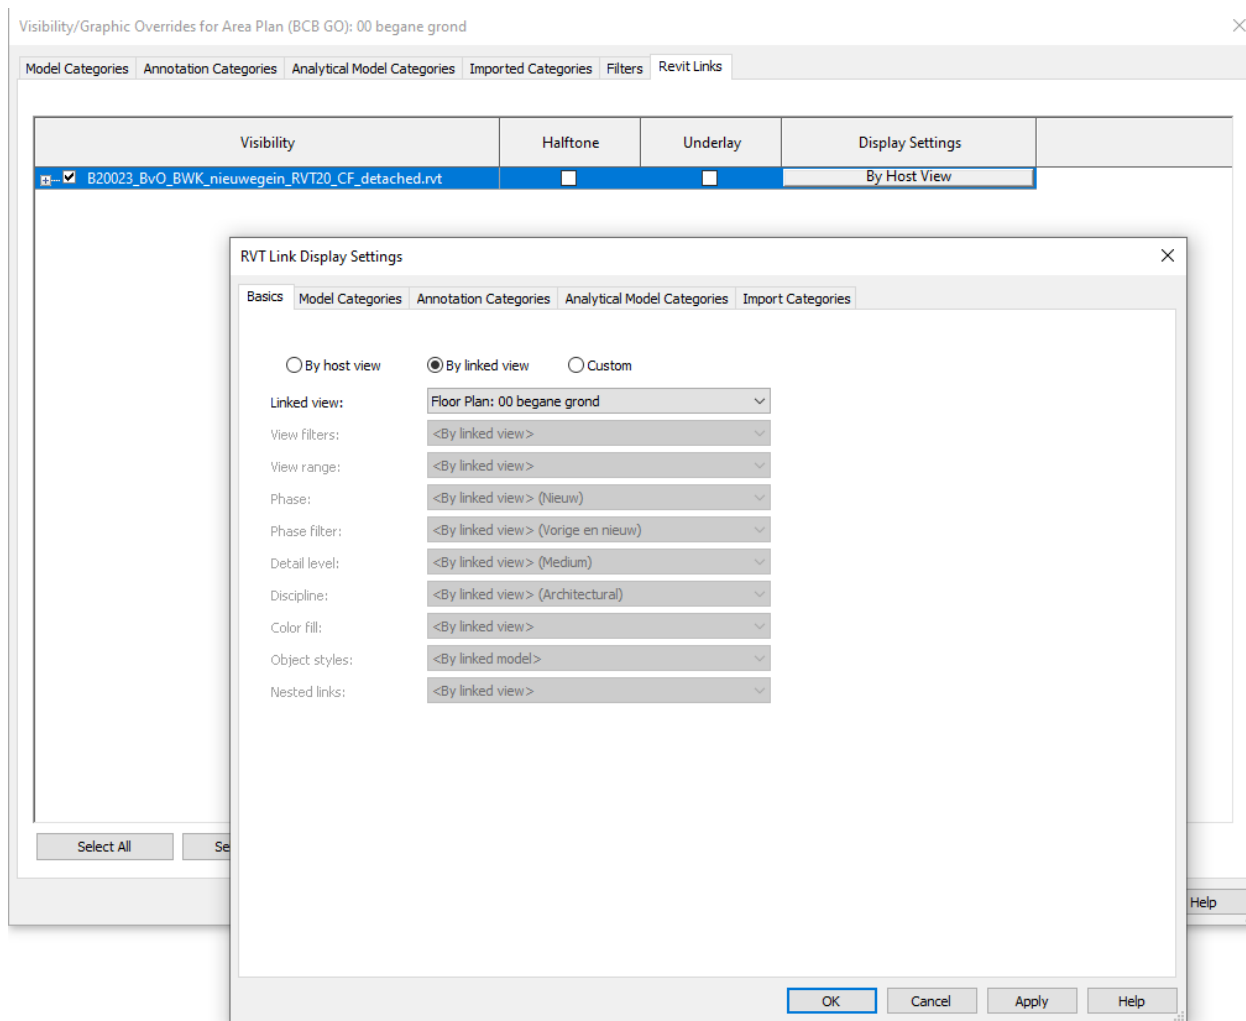 Visibility/Graphic Overrides for Area Plan (BCB GO): 00 begane grond
Model Categories Annotation Categories Analytical Model Categories Imported Categories Filters Revit Links
Visibility Halftone Underlay Display Settings
B20023_BvO_BWK_nieuwegein_RVT20_CF_detached.rvt By Host View
RVT Link Display Settings
Basics Model Categories Annotation Categories Analytical Model Categories Import Categories
By host view By linked view Custom
Linked view: Floor Plan: 00 begane grond
View filters: <By linked view>
View range: <By linked view>
Phase: <By linked view> (Nieuw)
Phase filter: <By linked view> (Vorige en nieuw)
Detail level: <By linked view> (Medium)
Discipline: <By linked view> (Architectural)
Color fill: <By linked view>
Object styles: <By linked model>
Nested links: <By linked view>
Select All Se
Help
OK Cancel Apply Help